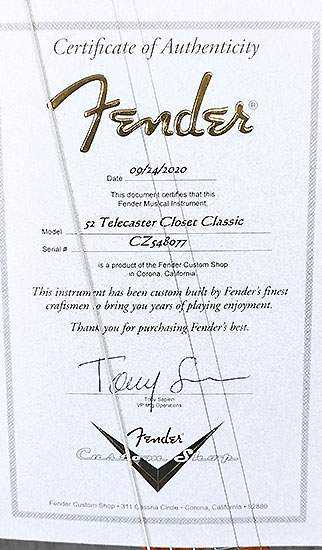 Certificate of Authenticity
Fender®
Date 09/24/2020
This document certifies that this
Fender Musical Instrument,
Model 52 Telecaster Closet Classic
Serial # CZ548077
is a product of the Fender Custom Shop
in Corona, California.
This instrument has been custom built by Fender's finest
craftsmen to bring you years of playing enjoyment.
Thank you for purchasing Fender's best.
Tony
VP Mfg Operations
Fender
Custom Shop
Fender Custom Shop • 311 Cessna Circle • Corona, California • 92880